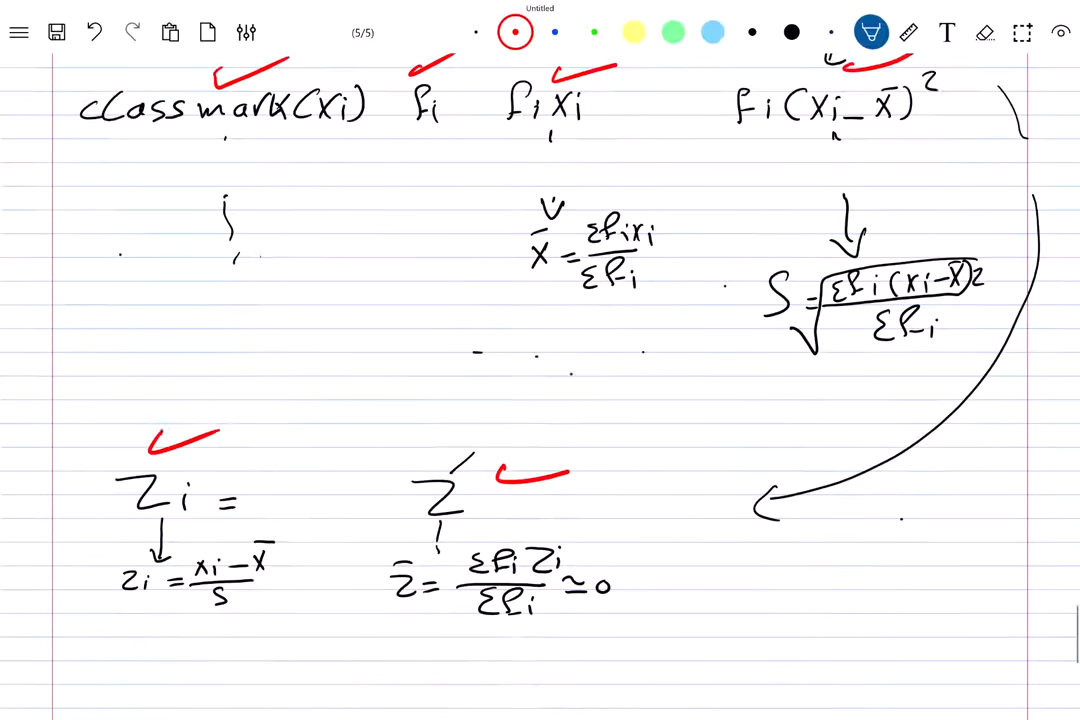 Untitled
(5/5)
T
class mark(xi) fi fixi fi(xi-x̄)²
x̄ = Σfixi / Σfi
S = √(Σfi(xi-x̄)² / Σfi)
Zi = Z
Zi = (xi-x̄) / S
Z̄ = ΣfiZi / Σfi ≃ 0